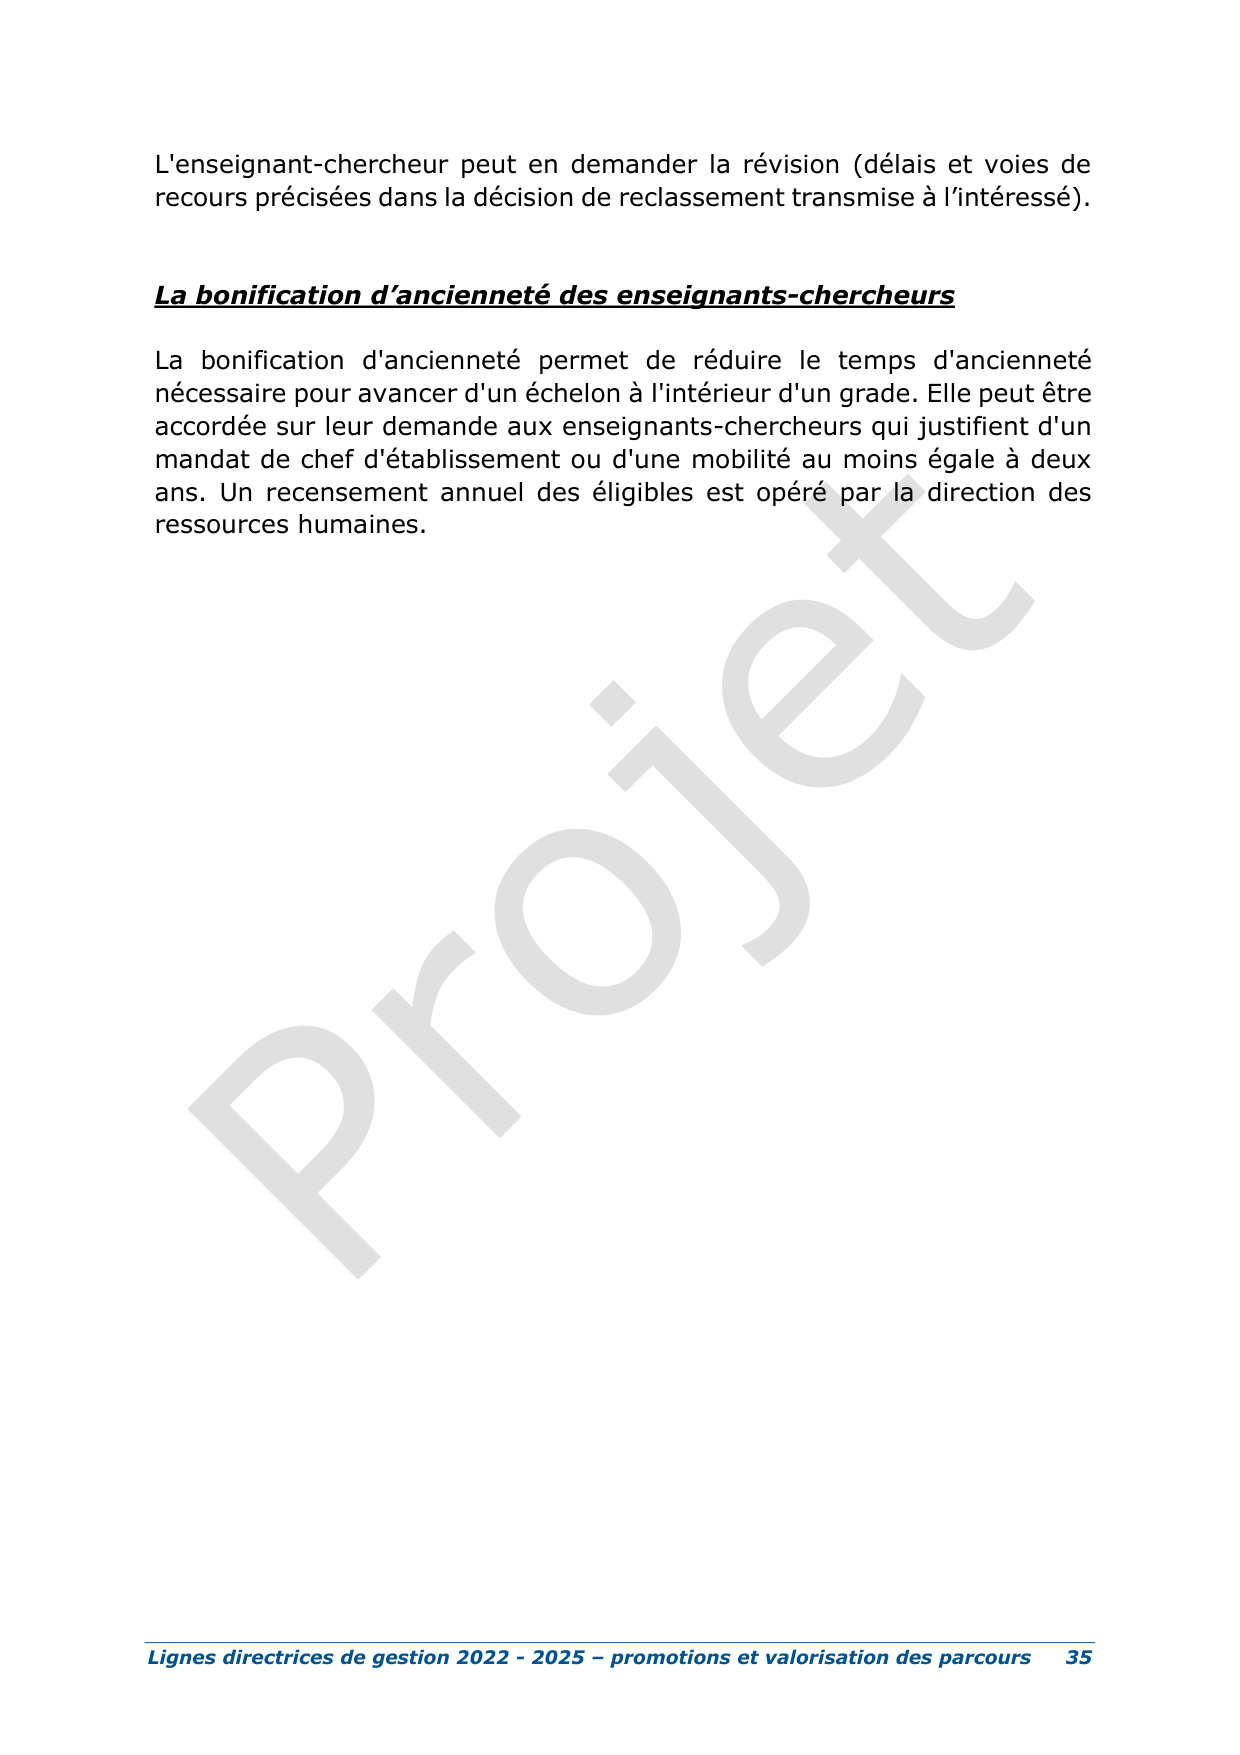 L'enseignant-chercheur peut en demander la révision (délais et voies de
recours précisées dans la décision de reclassement transmise à l’intéressé).
La bonification d’ancienneté des enseignants-chercheurs
La bonification d'ancienneté permet de réduire le temps d'ancienneté
nécessaire pour avancer d'un échelon à l'intérieur d'un grade. Elle peut être
accordée sur leur demande aux enseignants-chercheurs qui justifient d'un
mandat de chef d'établissement ou d'une mobilité au moins égale à deux
ans. Un recensement annuel des éligibles est opéré par la direction des
ressources humaines.
Projet
Lignes directrices de gestion 2022 - 2025 – promotions et valorisation des parcours 35